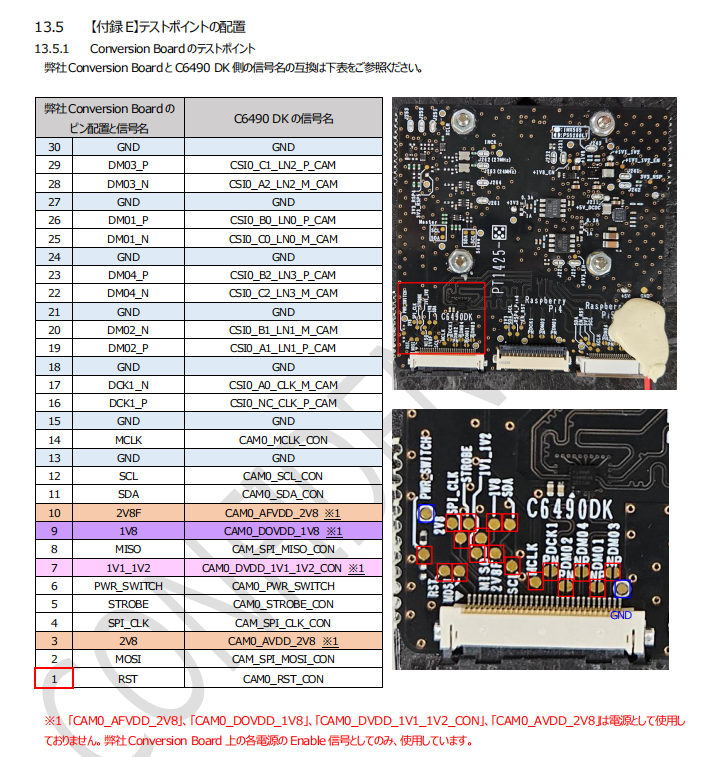 13.5 【付録 E】テストポイントの配置
13.5.1 Conversion Board のテストポイント
弊社 Conversion Board と C6490 DK 側の信号名の互換は下表をご参照ください。
弊社 Conversion Board の
ピン配置と信号名
C6490 DK の信号名
30 GND GND
29 DM03_P CSI0_C1_LN2_P_CAM
28 DM03_N CSI0_A2_LN2_M_CAM
27 GND GND
26 DM01_P CSI0_B0_LN0_P_CAM
25 DM01_N CSI0_C0_LN0_M_CAM
24 GND GND
23 DM04_P CSI0_B2_LN3_P_CAM
22 DM04_N CSI0_C2_LN3_M_CAM
21 GND GND
20 DM02_N CSI0_B1_LN1_M_CAM
19 DM02_P CSI0_A1_LN1_P_CAM
18 GND GND
17 DCK1_N CSI0_A0_CLK_M_CAM
16 DCK1_P CSI0_NC_CLK_P_CAM
15 GND GND
14 MCLK CAM0_MCLK_CON
13 GND GND
12 SCL CAM0_SCL_CON
11 SDA CAM0_SDA_CON
10 2V8F CAM0_AFVDD_2V8 ※1
9 1V8 CAM0_DOVDD_1V8 ※1
8 MISO CAM_SPI_MISO_CON
7 1V1_1V2 CAM0_DVDD_1V1_1V2_CON ※1
6 PWR_SWITCH CAM0_PWR_SWITCH
5 STROBE CAM0_STROBE_CON
4 SPI_CLK CAM_SPI_CLK_CON
3 2V8 CAM0_AVDD_2V8 ※1
2 MOSI CAM_SPI_MOSI_CON
1 RST CAM0_RST_CON
PT1425-
C6490DK
Raspberry
Pi4
Raspberry
PWR_SWITCH
2V8
SPI_CLK
STROBE
1V1_1V2
1V8
SDA
C6490DK
RST
MOSI
MISO
2V8F
SCL
MCLK
DCK1
DM02
DM04
DM01
DM03
GND
※1 「CAM0_AFVDD_2V8」、「CAM0_DOVDD_1V8」、「CAM0_DVDD_1V1_1V2_CON」、「CAM0_AVDD_2V8」は電源として使用し
ておりません。弊社 Conversion Board 上の各電源の Enable 信号としてのみ、使用しています。